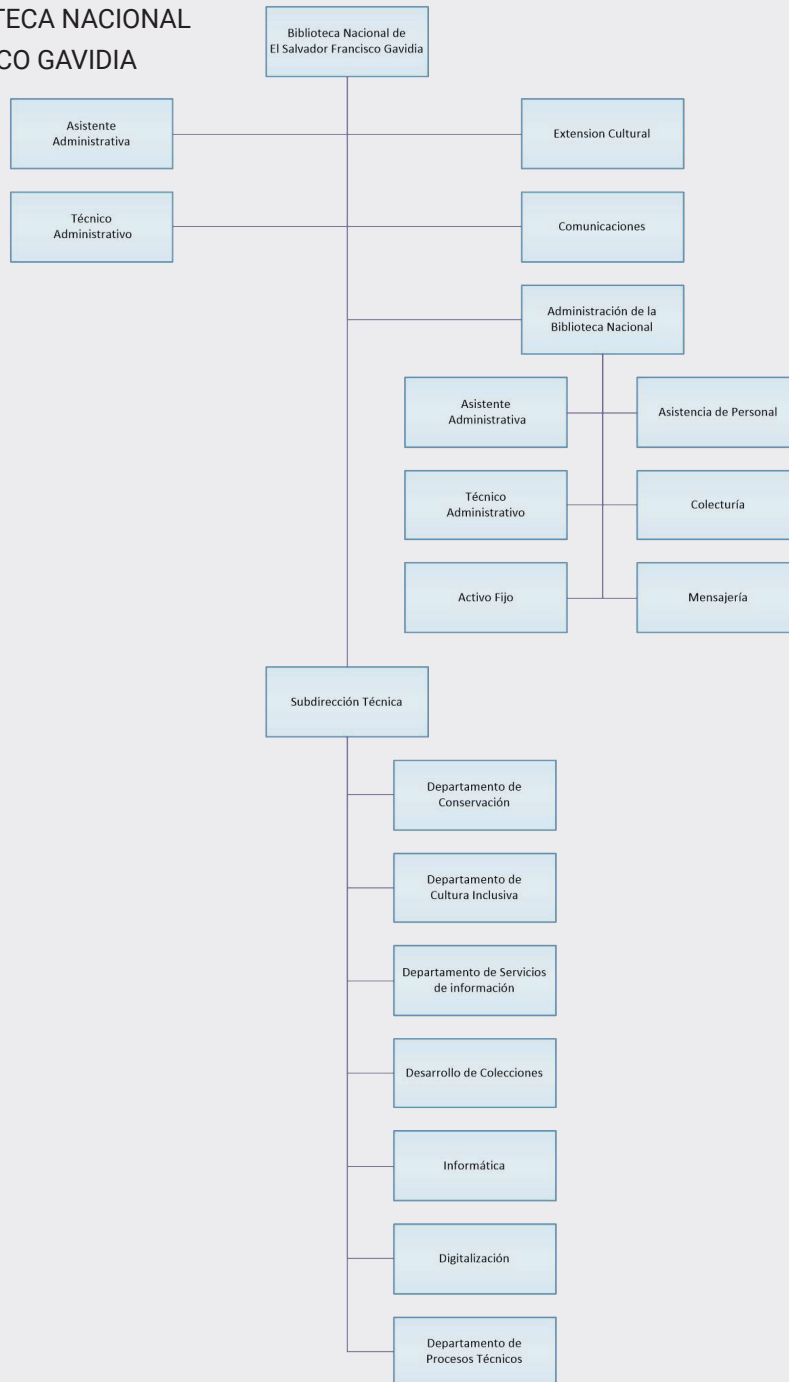 NACIONAL
GAVIDIA
Biblioteca Nacional de
El Salvador Francisco Gavidia
Asistente
Administrativa
Extension Cultural
Técnico
Administrativo
Comunicaciones
Administración de la
Biblioteca Nacional
Asistente
Administrativa
Asistencia de Personal
Técnico
Administrativo
Colecturía
Activo Fijo
Mensajería
Subdirección Técnica
Departamento de
Conservación
Departamento de
Cultura Inclusiva
Departamento de Servicios
de información
Desarrollo de Colecciones
Informática
Digitalización
Departamento de
Procesos Técnicos